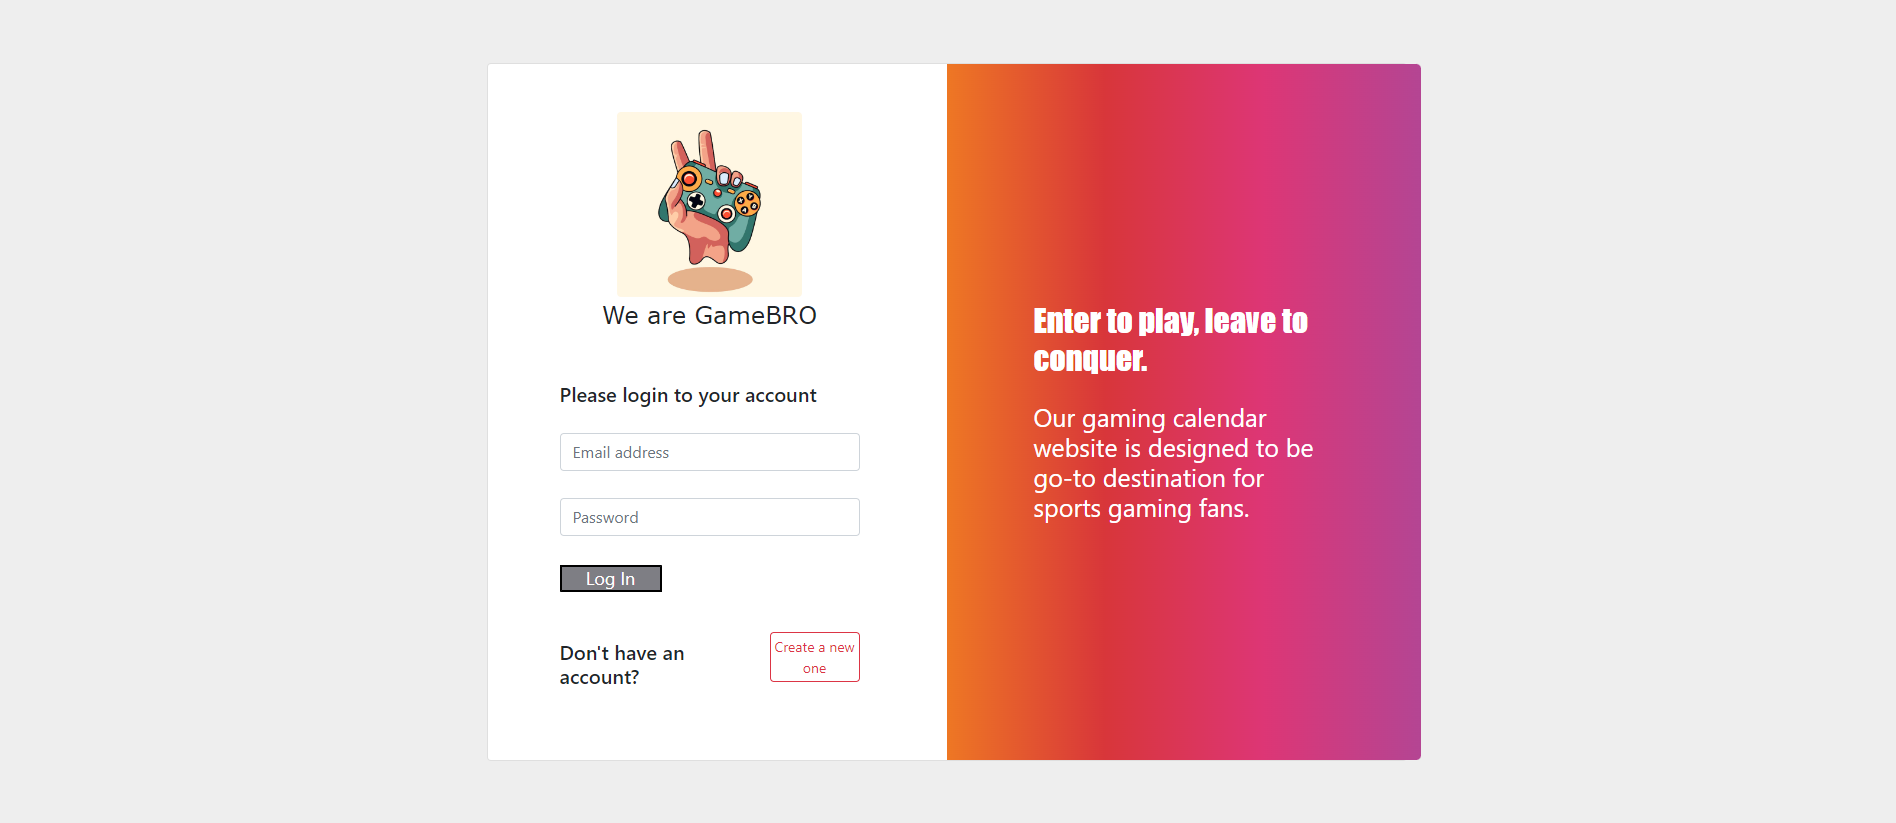 We are GameBRO
Please login to your account
Email address
Password
Log In
Don't have an
account?
Create a new
one
Enter to play, leave to
conquer.
Our gaming calendar
website is designed to be
go-to destination for
sports gaming fans.